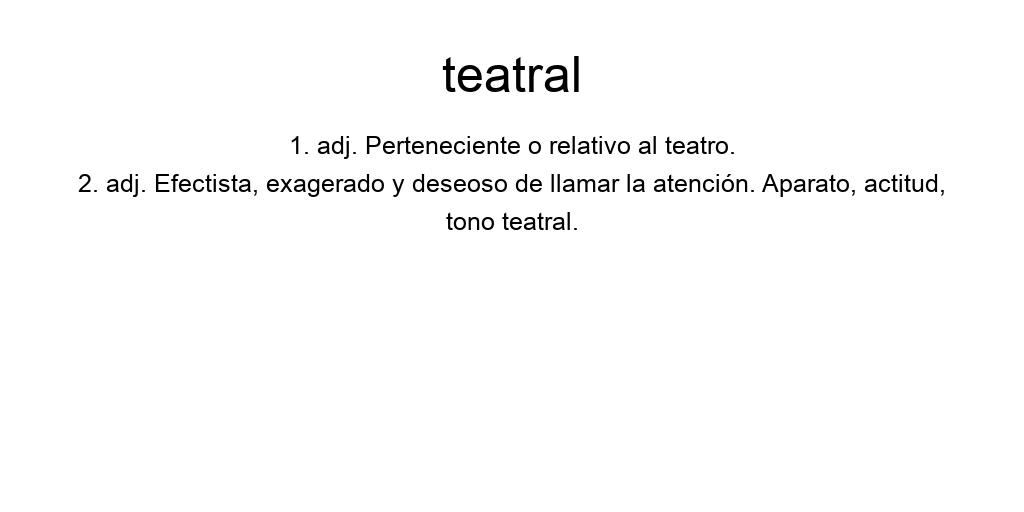 teatral
1. adj. Perteneciente o relativo al teatro.
2. adj. Efectista, exagerado y deseoso de llamar la atención. Aparato, actitud,
tono teatral.